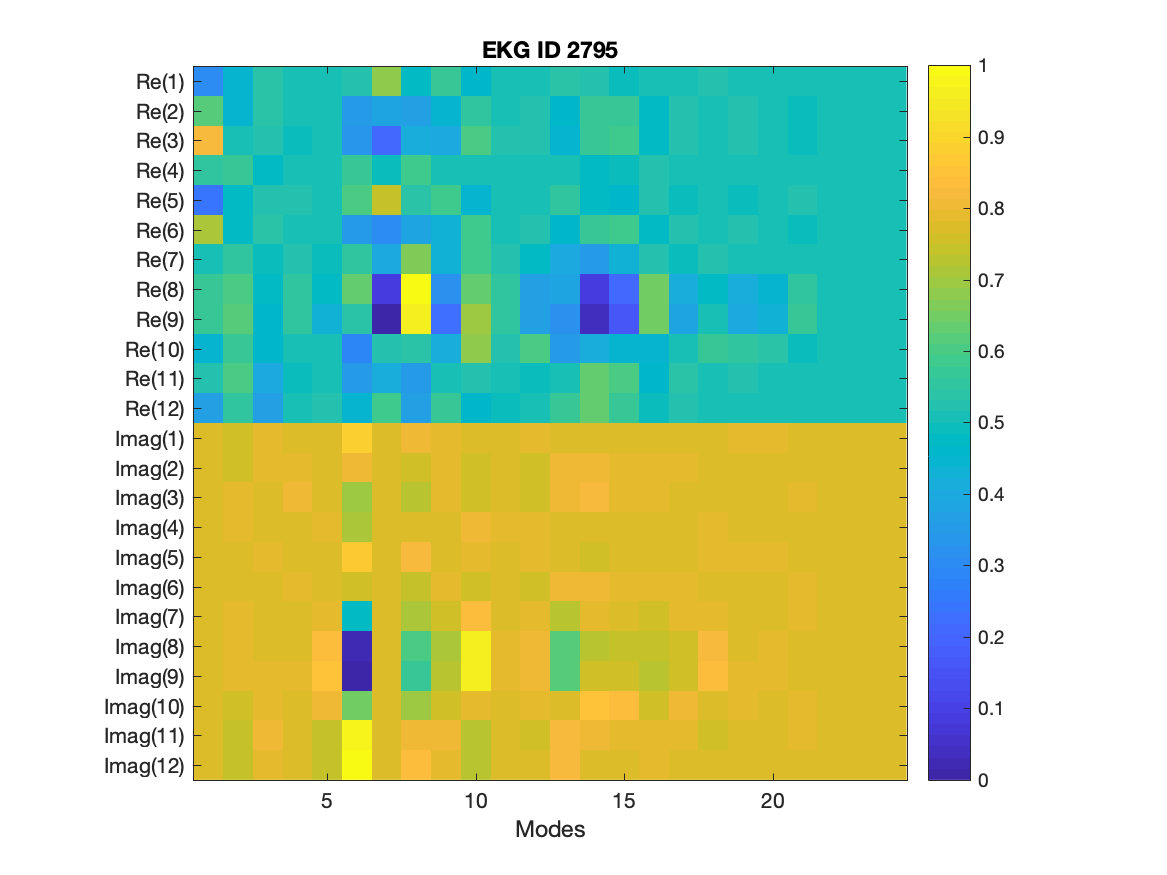 EKG ID 2795
Re(1)
Re(2)
Re(3)
Re(4)
Re(5)
Re(6)
Re(7)
Re(8)
Re(9)
Re(10)
Re(11)
Re(12)
Imag(1)
Imag(2)
Imag(3)
Imag(4)
Imag(5)
Imag(6)
Imag(7)
Imag(8)
Imag(9)
Imag(10)
Imag(11)
Imag(12)
5 10 15 20
Modes
1
0.9
0.8
0.7
0.6
0.5
0.4
0.3
0.2
0.1
0